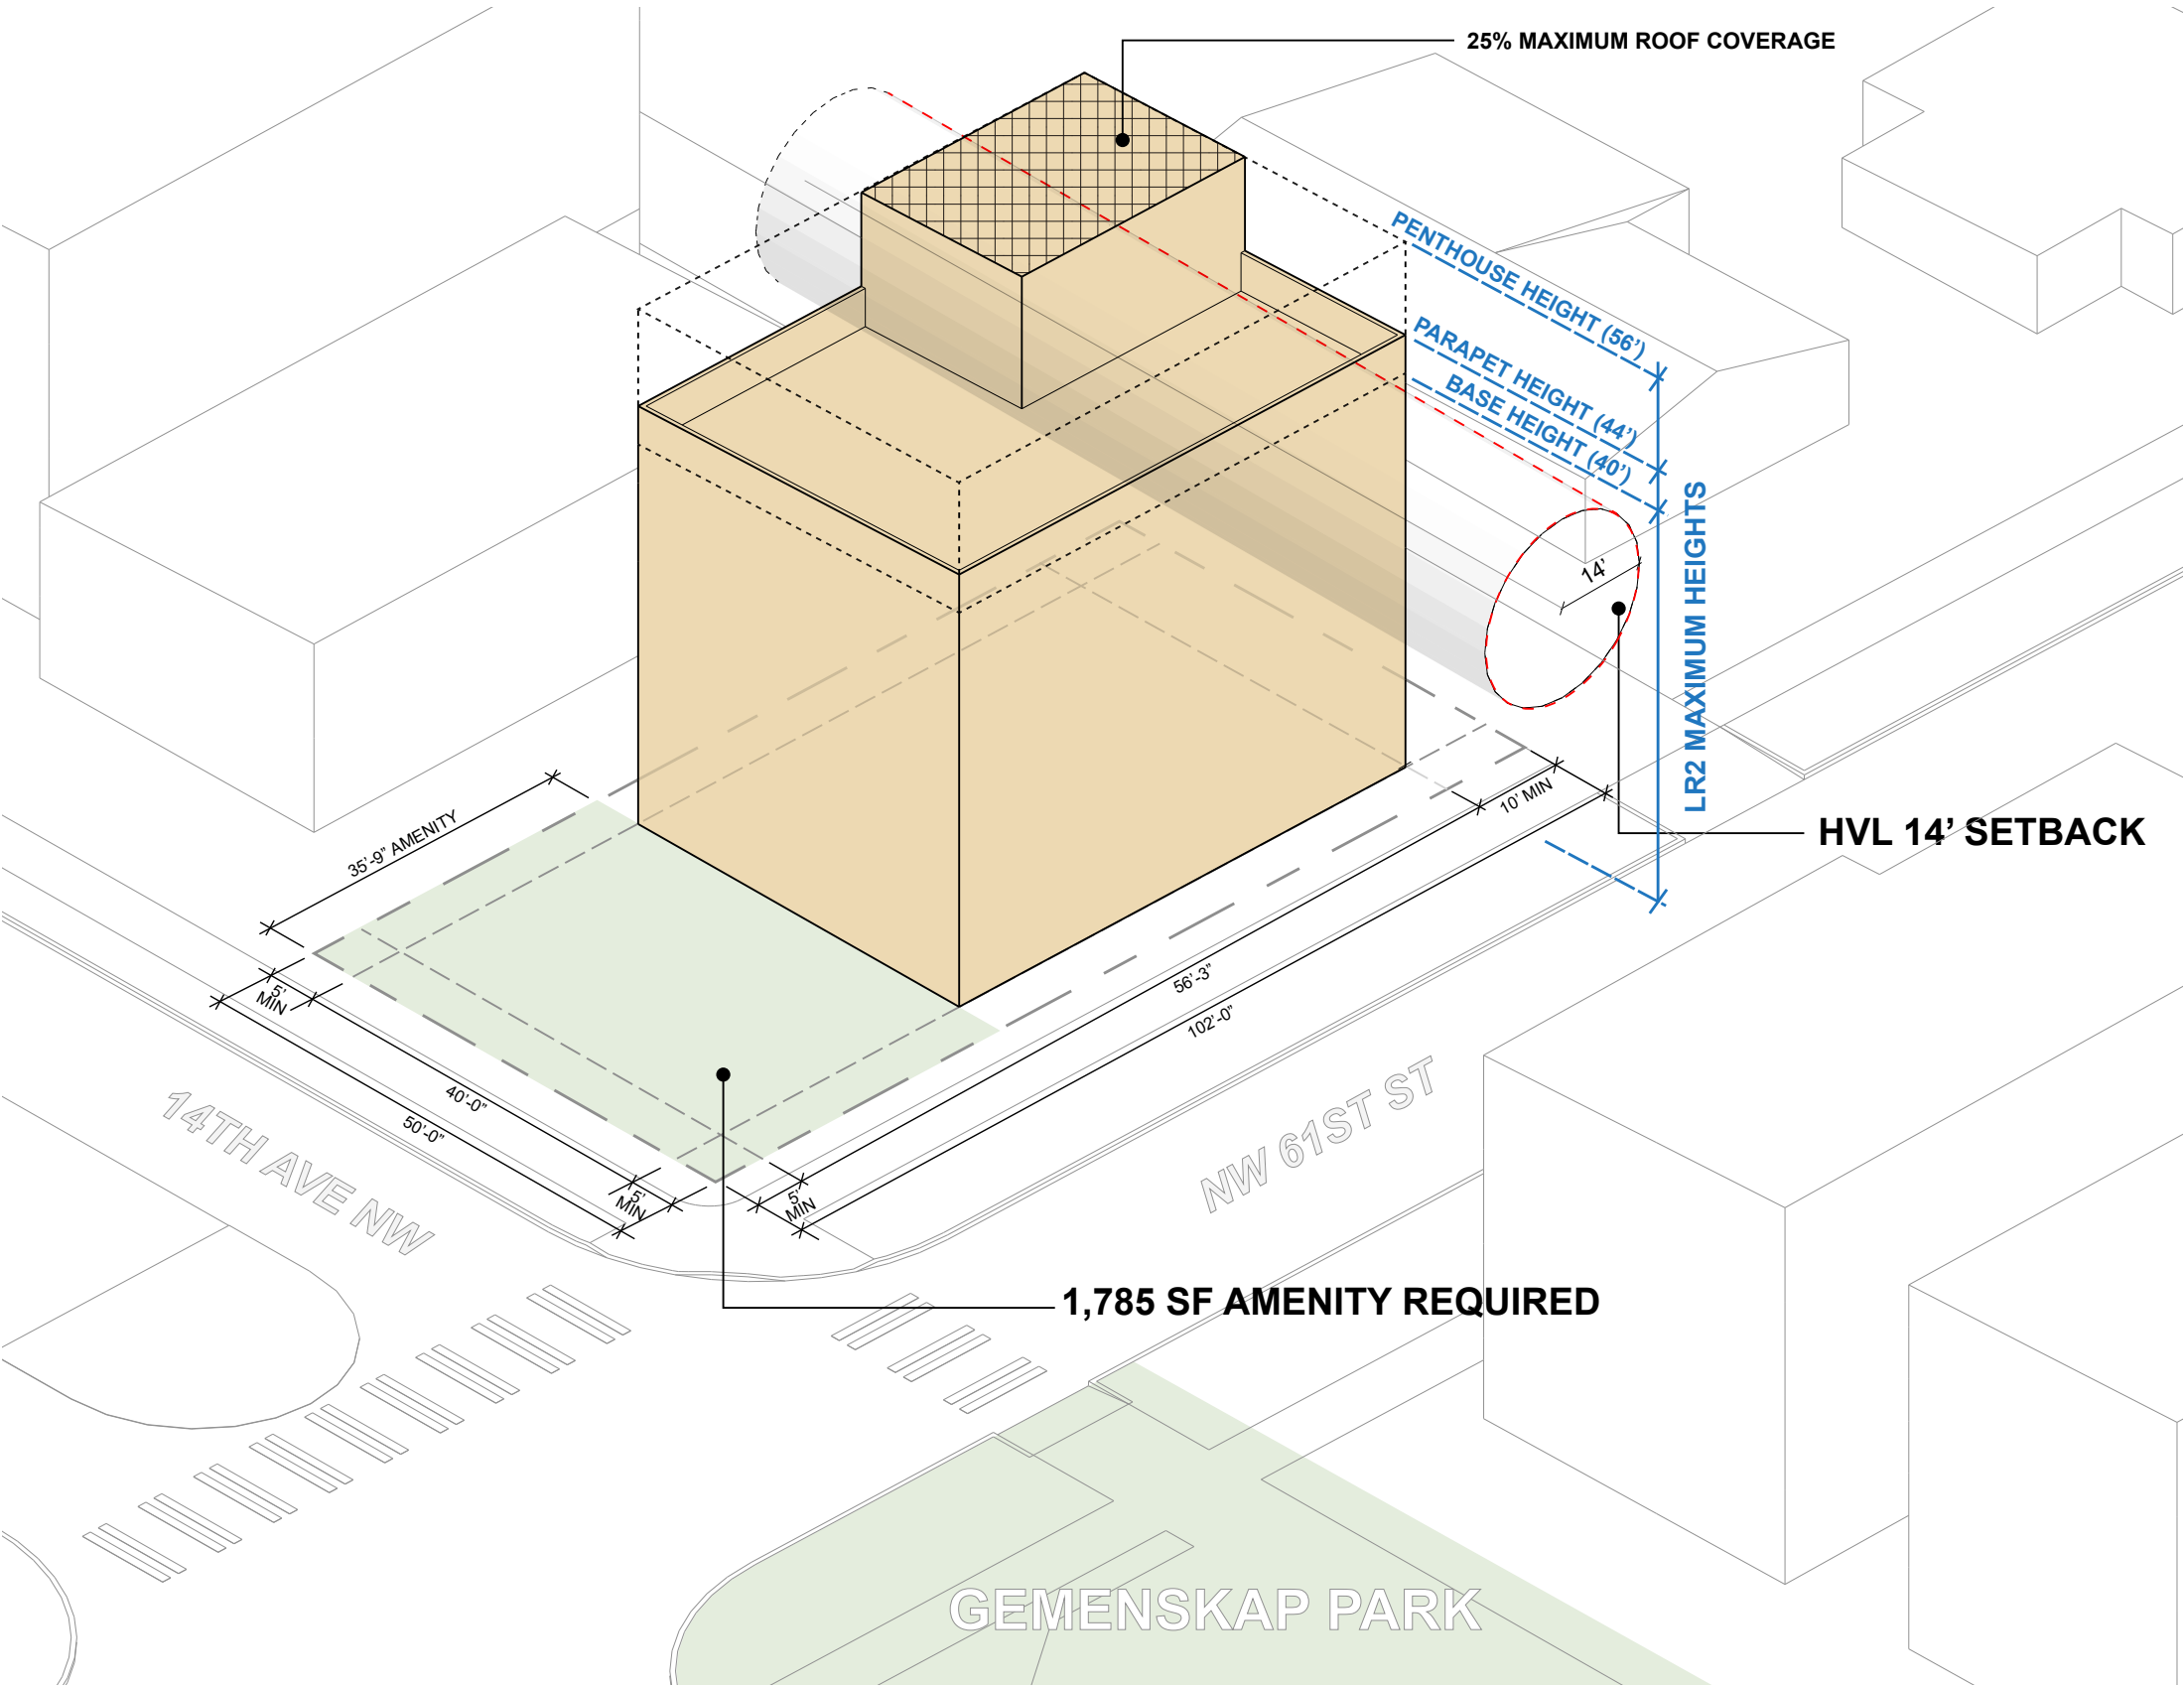 25% MAXIMUM ROOF COVERAGE
PENTHOUSE HEIGHT (56’)
PARAPET HEIGHT (44’)
BASE HEIGHT (40’)
LR2 MAXIMUM HEIGHTS
14’
HVL 14’ SETBACK
10’ MIN
35’-9” AMENITY
56’-3”
102’-0”
5’
MIN
40’-0”
50’-0”
5’
MIN
5’
MIN
14TH AVE NW
NW 61ST ST
1,785 SF AMENITY REQUIRED
GEMENSKAP PARK